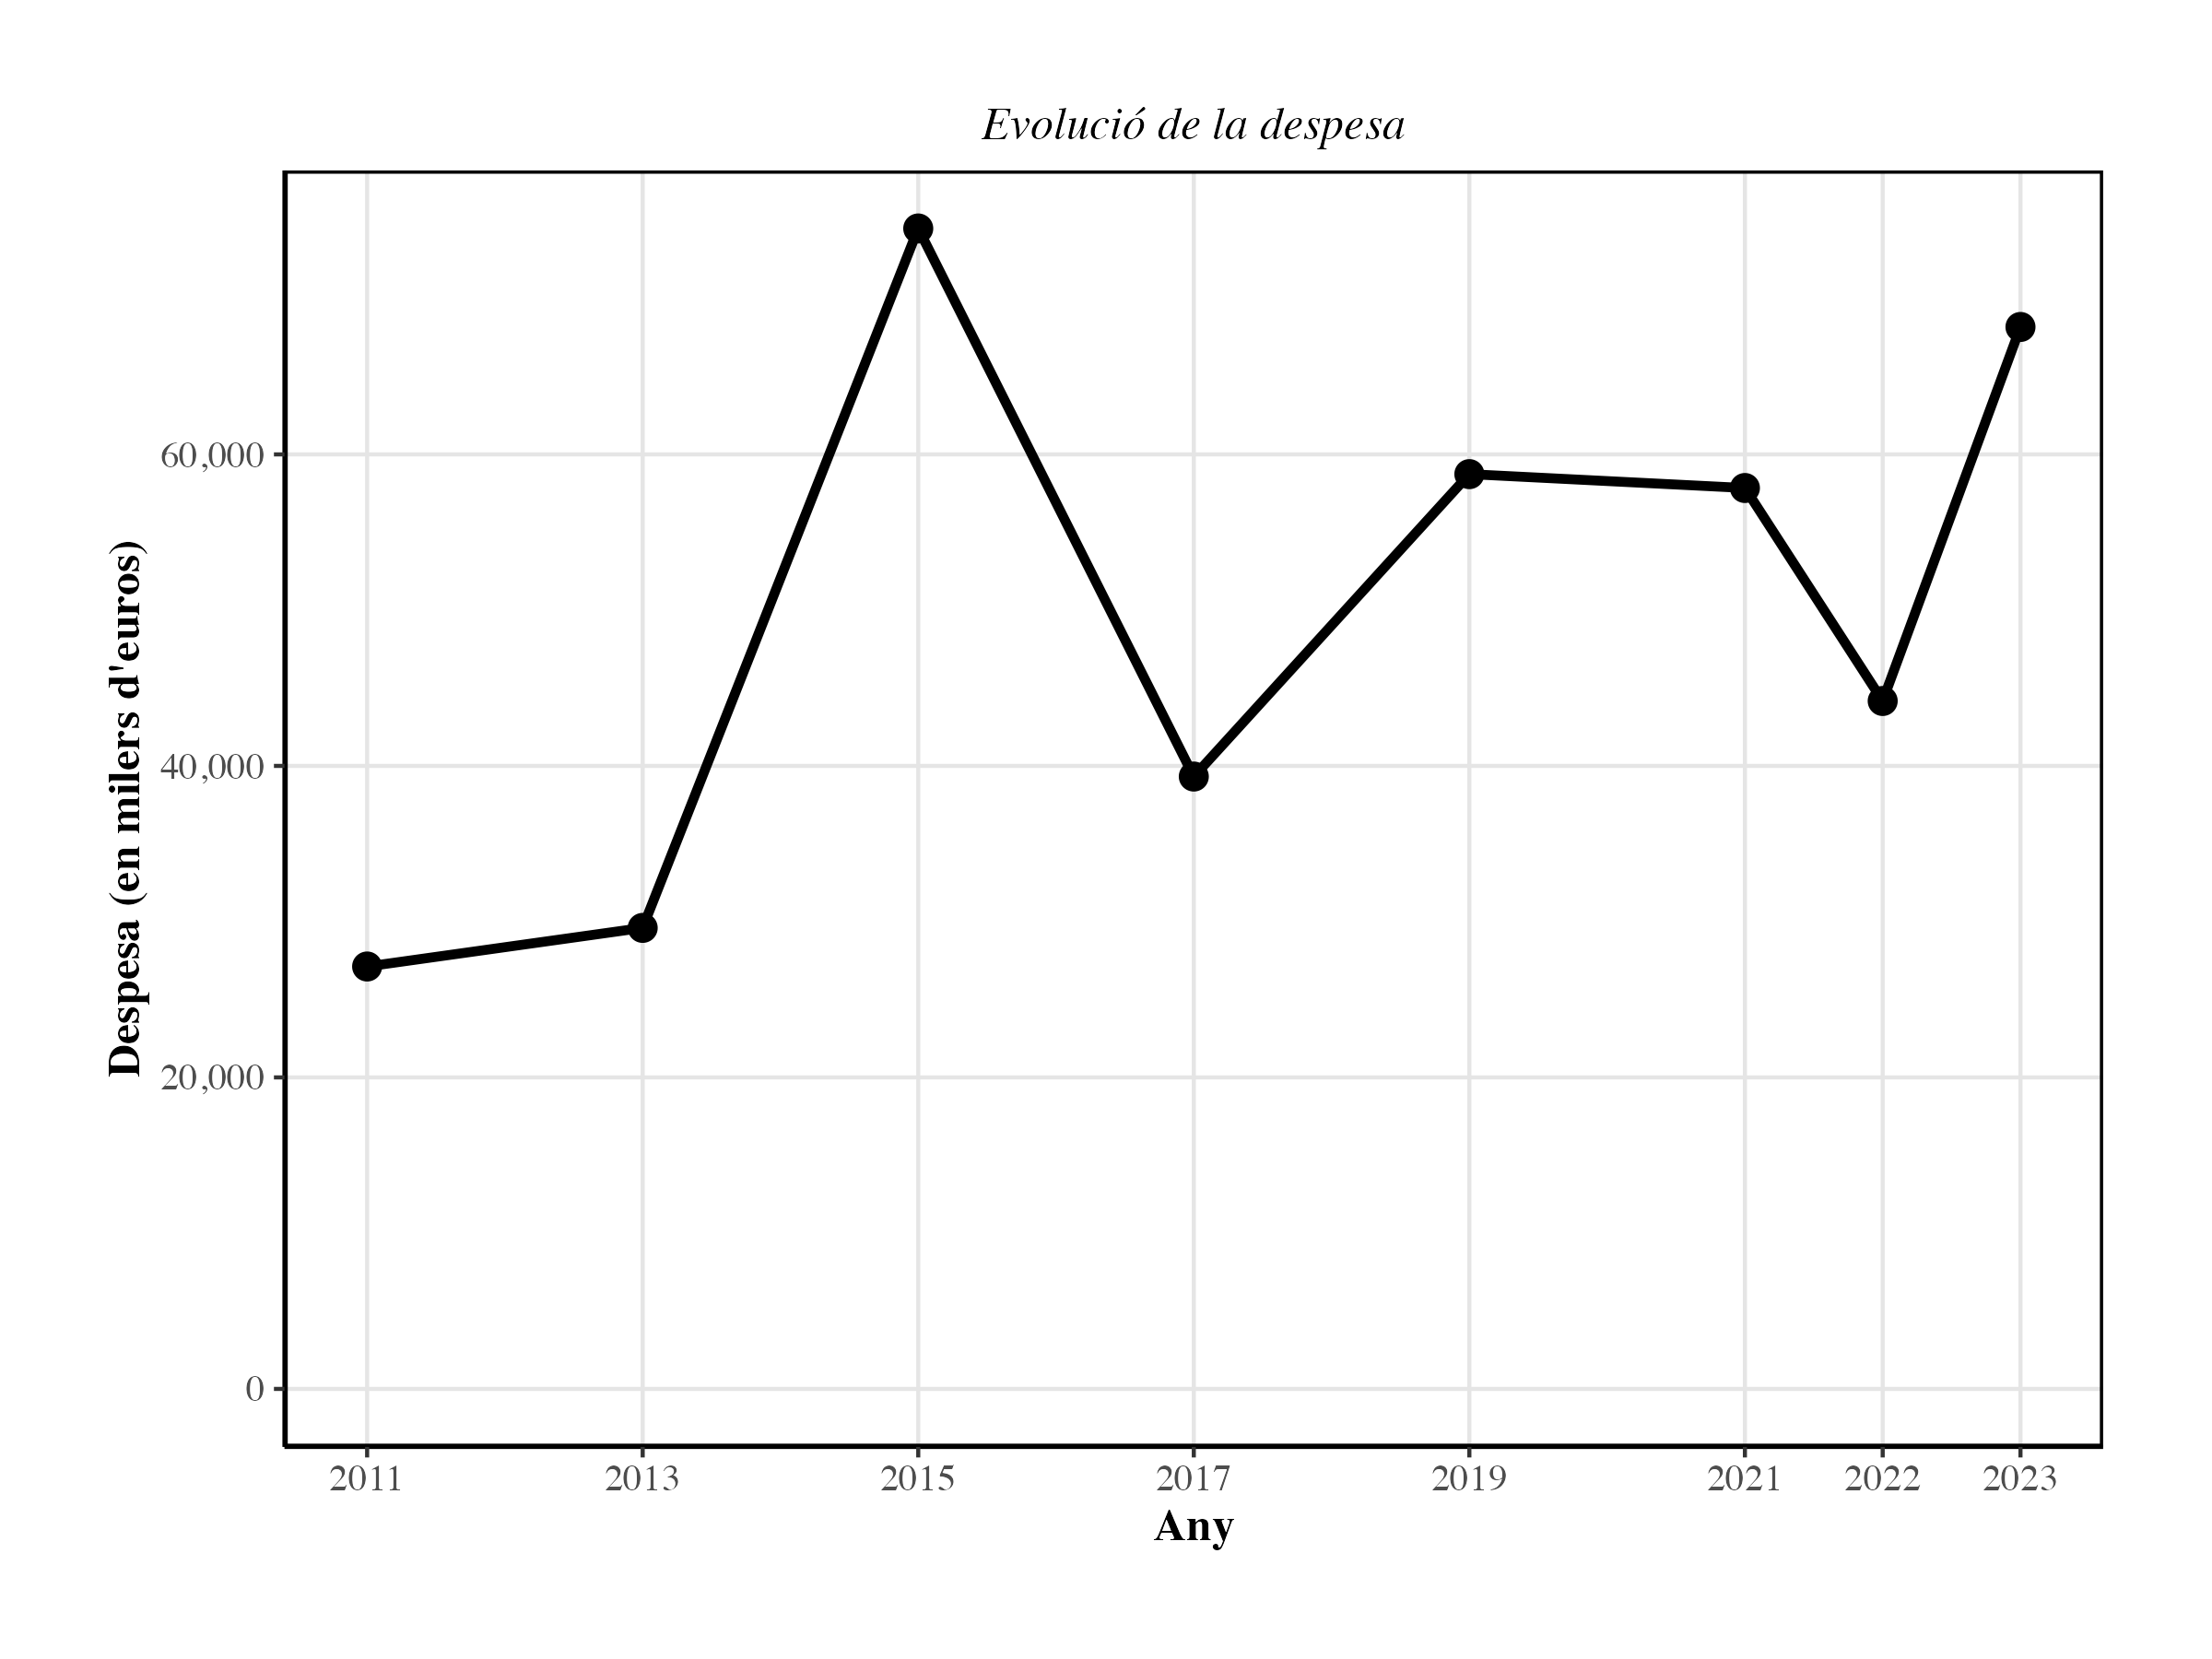 Evolució de la despesa
Despesa (en milers d'euros)
60,000
40,000
20,000
0
2011 2013 2015 2017 2019 2021 2022 2023
Any